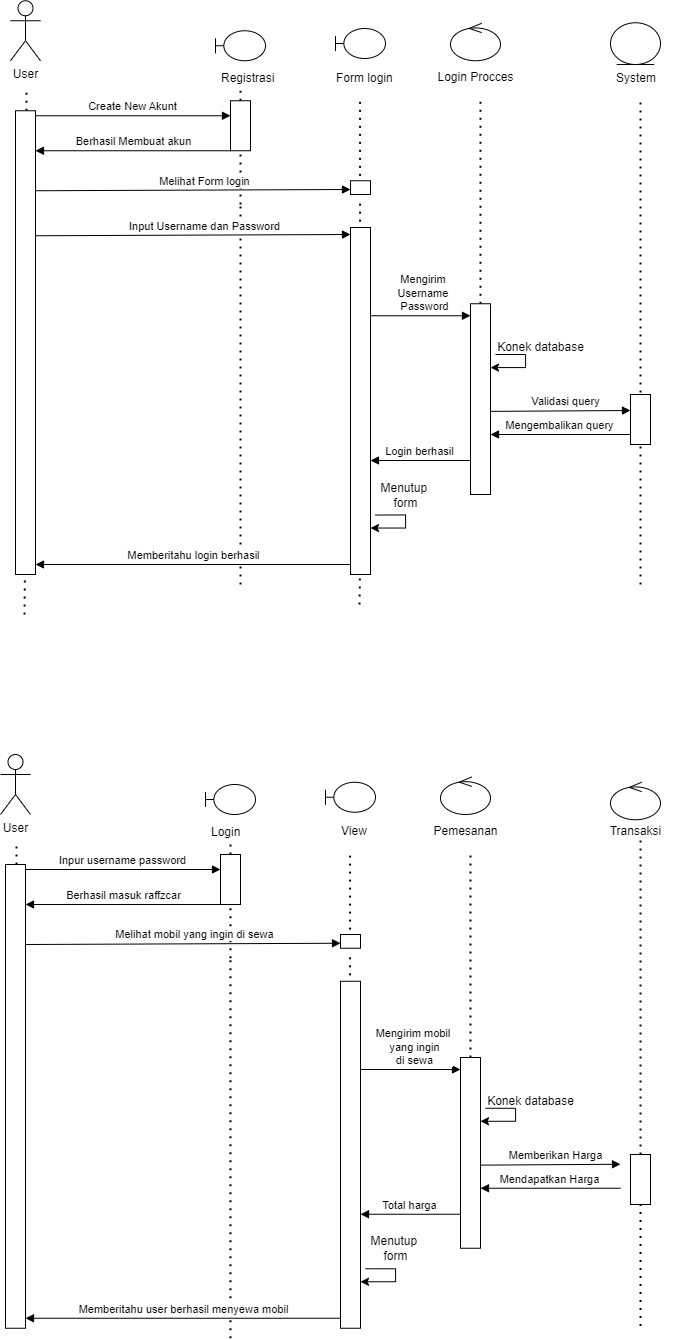 User
Registrasi
Form login
Login Procces
System
Create New Akunt
Berhasil Membuat akun
Melihat Form login
Input Username dan Password
Mengirim
Username
Password
Konek database
Validasi query
Mengembalikan query
Login berhasil
Menutup
form
Memberitahu login berhasil
User
Login
View
Pemesanan
Transaksi
Inpur username password
Berhasil masuk raffzcar
Melihat mobil yang ingin di sewa
Mengirim mobil
yang ingin
di sewa
Konek database
Memberikan Harga
Mendapatkan Harga
Total harga
Menutup
form
Memberitahu user berhasil menyewa mobil